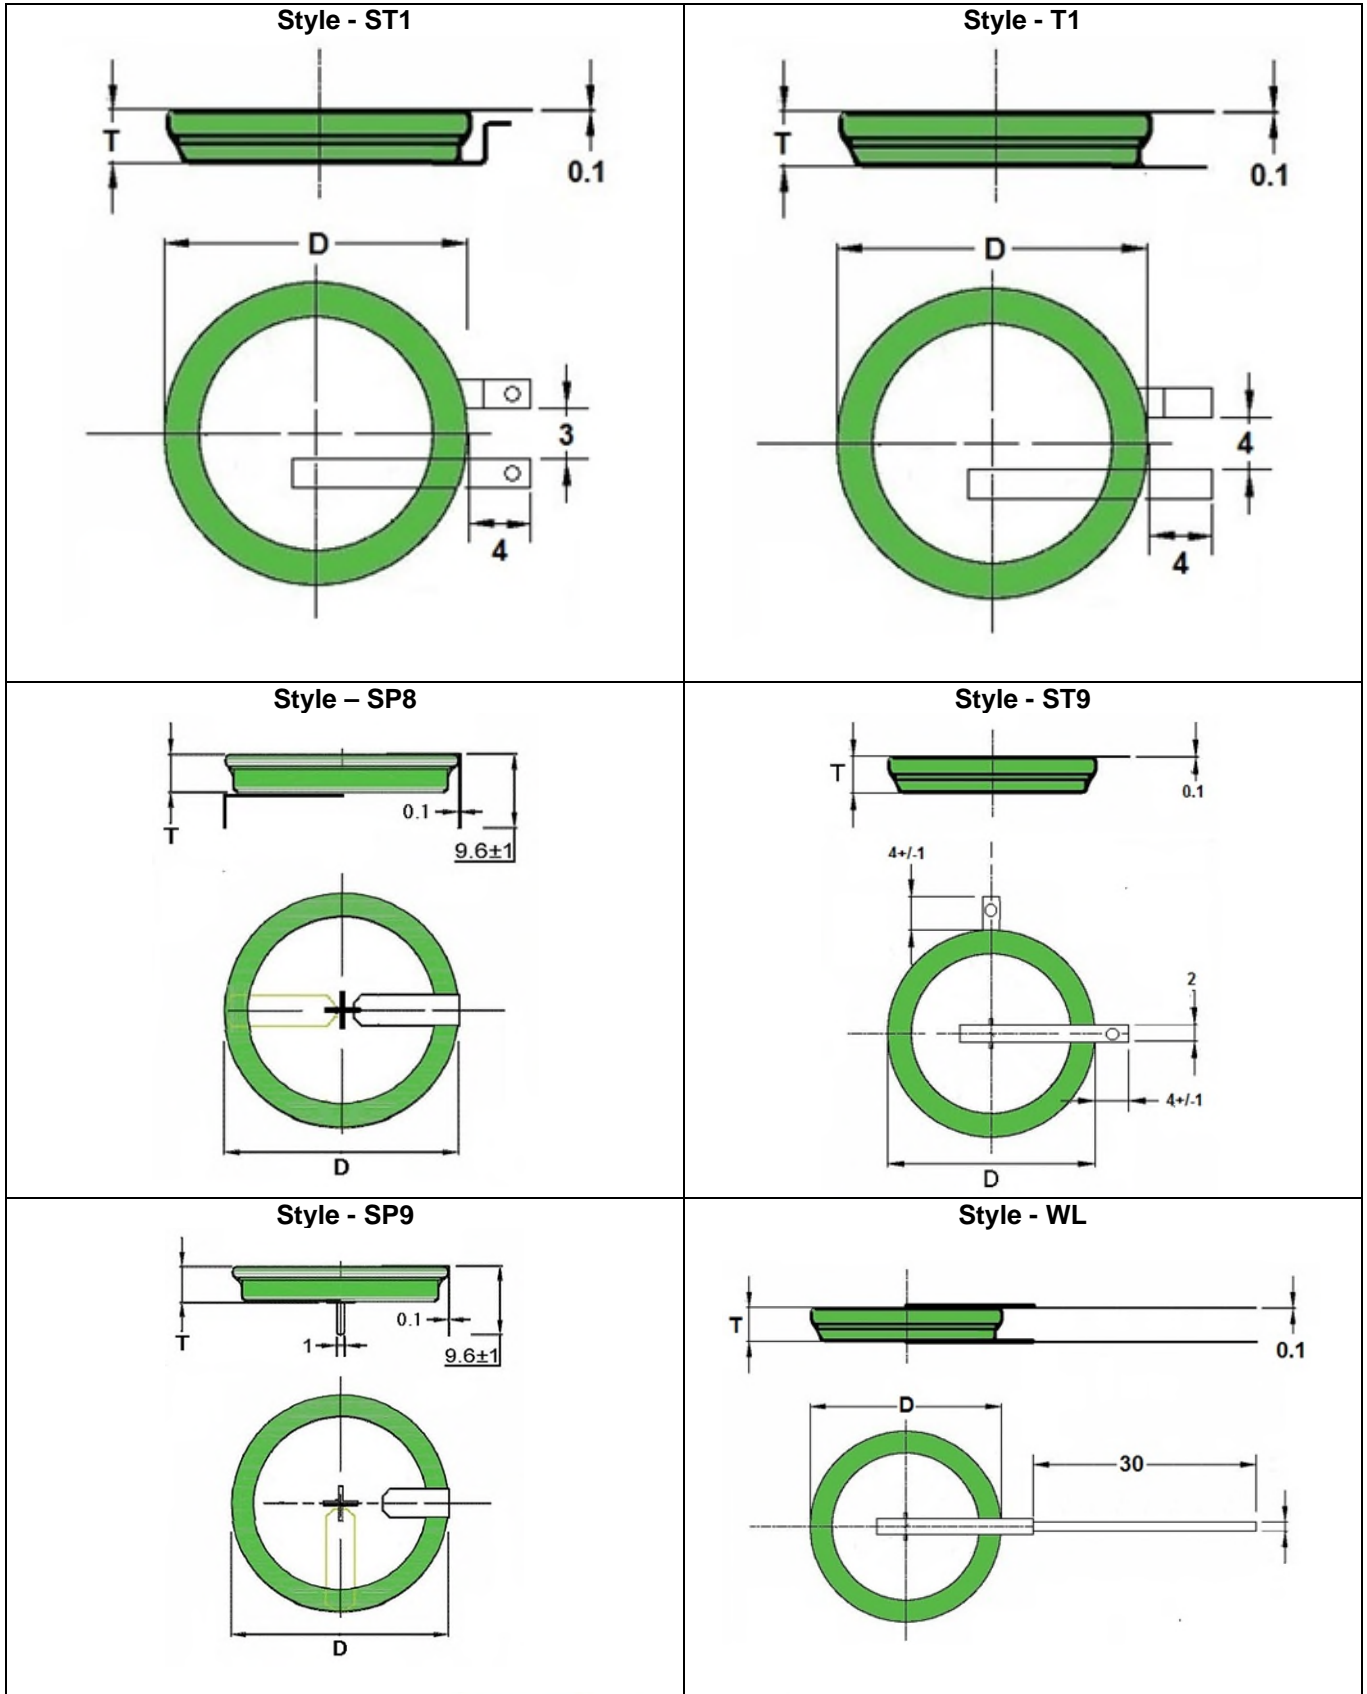 Style - ST1
T
0.1
D
3
4
Style - T1
T
0.1
D
4
4
Style – SP8
T
0.1
9.6±1
D
Style - ST9
T
0.1
4+/-1
2
4+/-1
D
Style - SP9
T
1
0.1
9.6±1
D
Style - WL
T
0.1
D
30